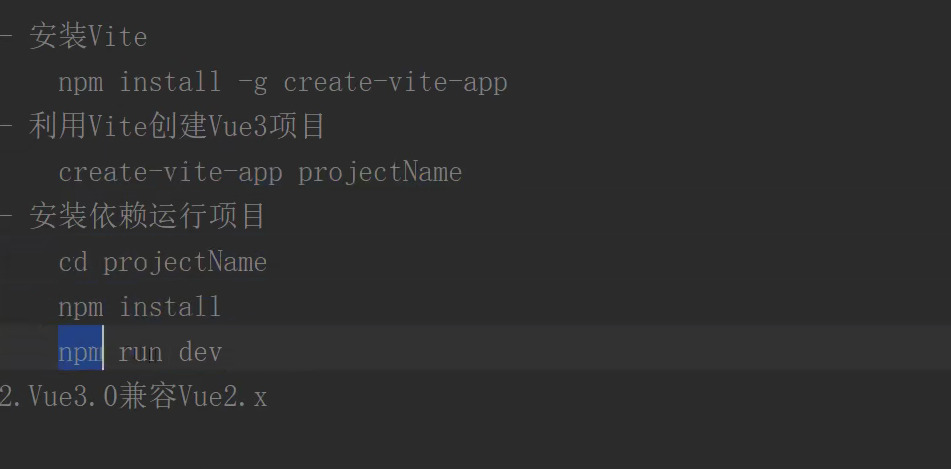 - 安装Vite
npm install -g create-vite-app
- 利用Vite创建Vue3项目
create-vite-app projectName
- 安装依赖运行项目
cd projectName
npm install
npm run dev
2.Vue3.0兼容Vue2.x